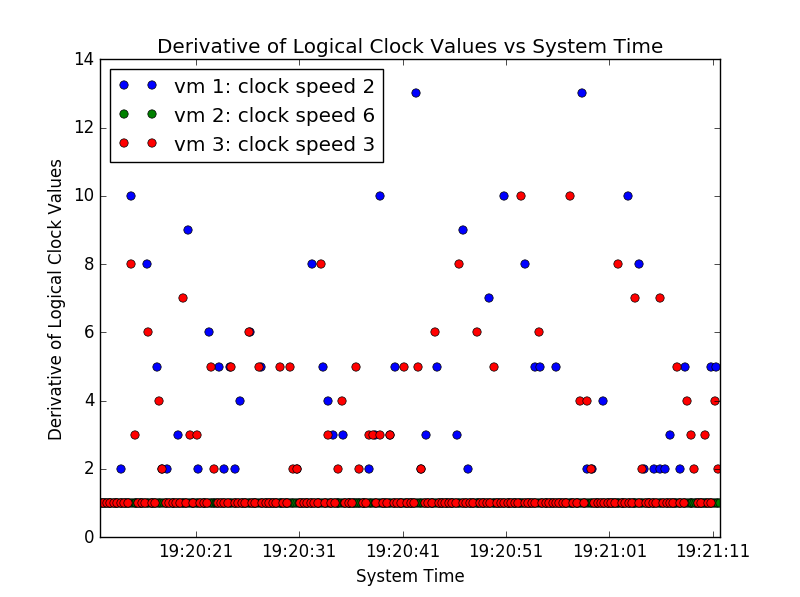 Derivative of Logical Clock Values vs System Time
14
12
10
8
6
4
2
0
Derivative of Logical Clock Values
vm 1: clock speed 2
vm 2: clock speed 6
vm 3: clock speed 3
19:20:21 19:20:31 19:20:41 19:20:51 19:21:01 19:21:11
System Time